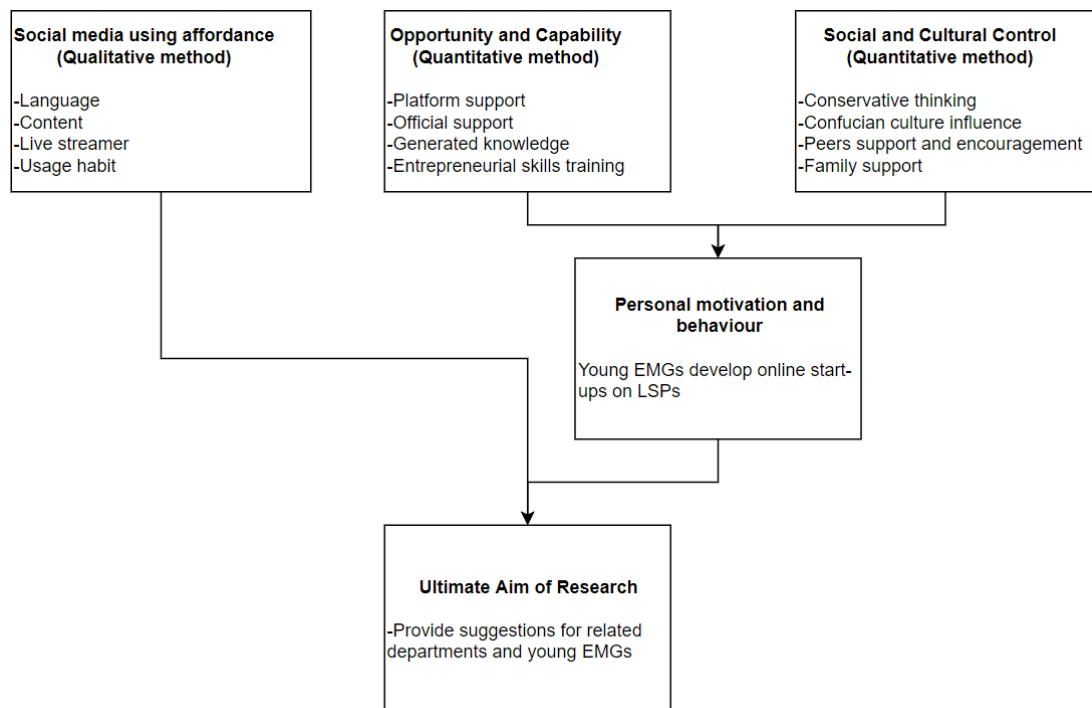 Social media using affordance
(Qualitative method)
-Language
-Content
-Live streamer
-Usage habit
Opportunity and Capability
(Quantitative method)
-Platform support
-Official support
-Generated knowledge
-Entrepreneurial skills training
Social and Cultural Control
(Quantitative method)
-Conservative thinking
-Confucian culture influence
-Peers support and encouragement
-Family support
Personal motivation and
behaviour
Young EMGs develop online start-
ups on LSPs
Ultimate Aim of Research
-Provide suggestions for related
departments and young EMGs